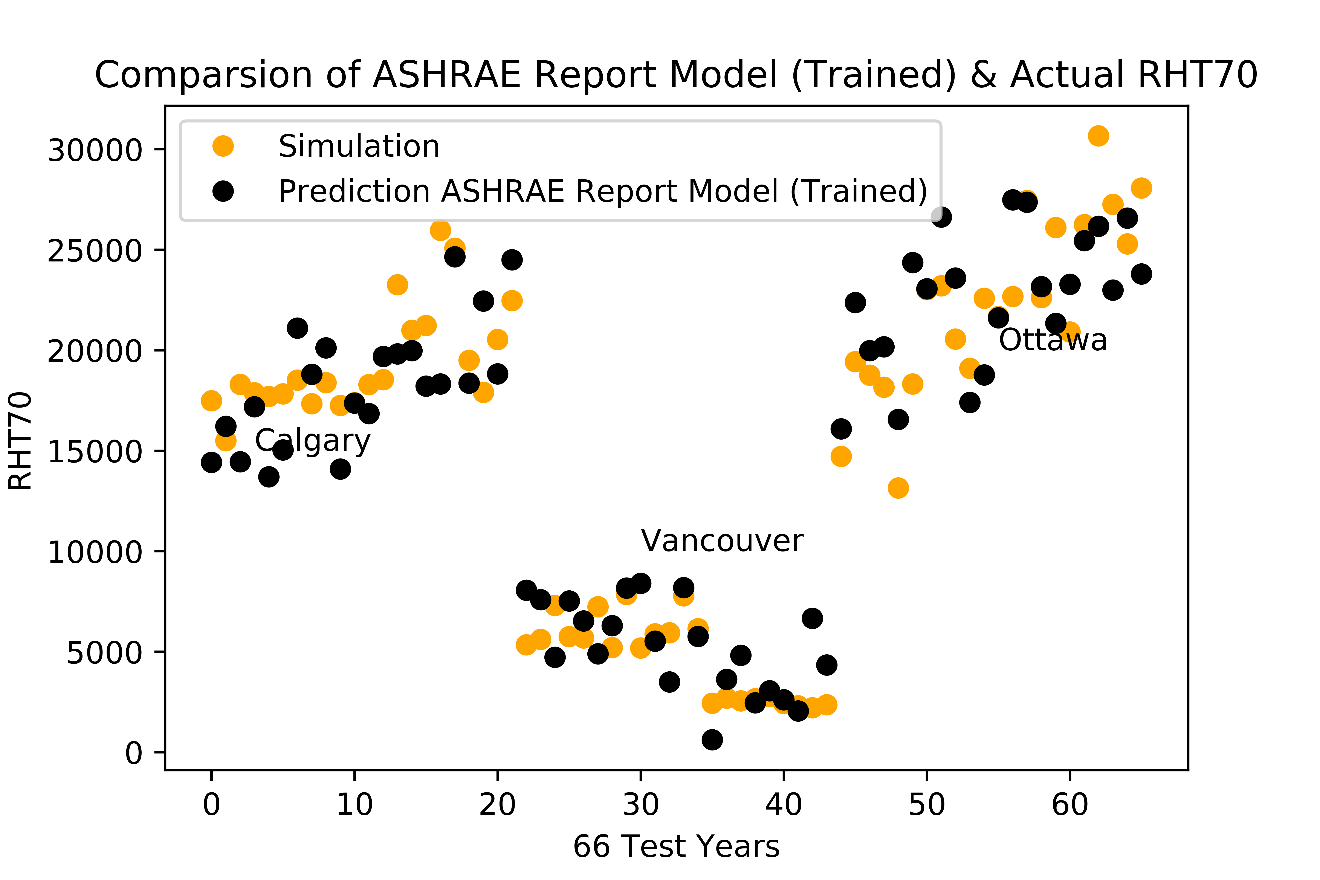 Comparsion of ASHRAE Report Model (Trained) & Actual RHT70
Simulation
Prediction ASHRAE Report Model (Trained)
30000
25000
20000
15000
10000
5000
0
RHT70
Calgary
Vancouver
Ottawa
0 10 20 30 40 50 60
66 Test Years